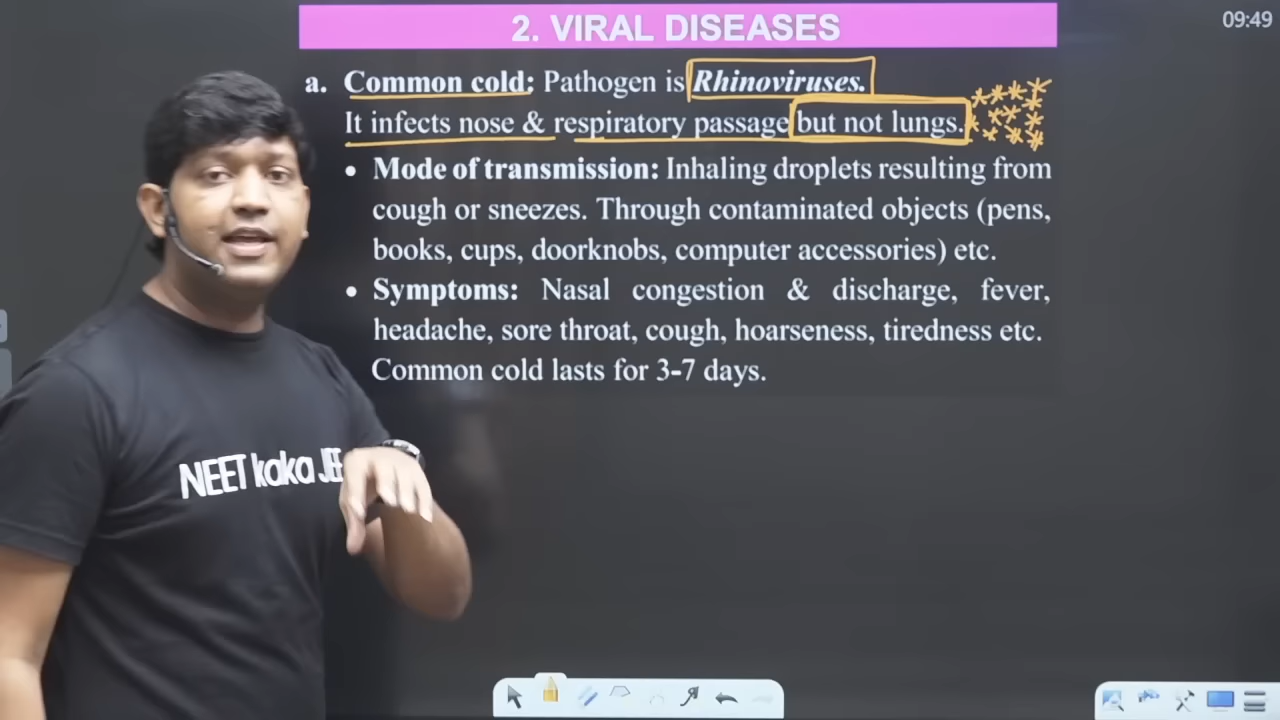 09:49
2. VIRAL DISEASES
a. Common cold: Pathogen is Rhinoviruses.
It infects nose & respiratory passage but not lungs.
• Mode of transmission: Inhaling droplets resulting from
cough or sneezes. Through contaminated objects (pens,
books, cups, doorknobs, computer accessories) etc.
• Symptoms: Nasal congestion & discharge, fever,
headache, sore throat, cough, hoarseness, tiredness etc.
Common cold lasts for 3-7 days.
NEET kaka JEE